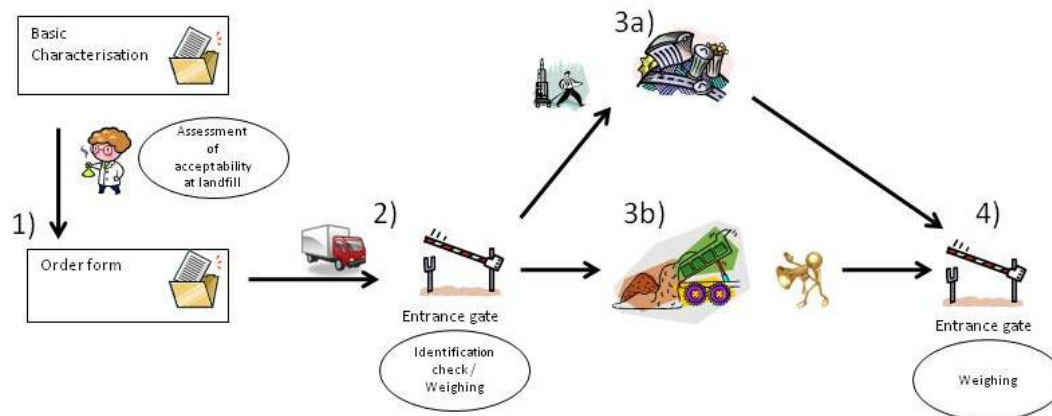 Basic
Characterisation
Assessment
of
acceptability
at landfill
1)
Order form
2)
Entrance gate
Identification
check /
Weighing
3a)
3b)
4)
Entrance gate
Weighing